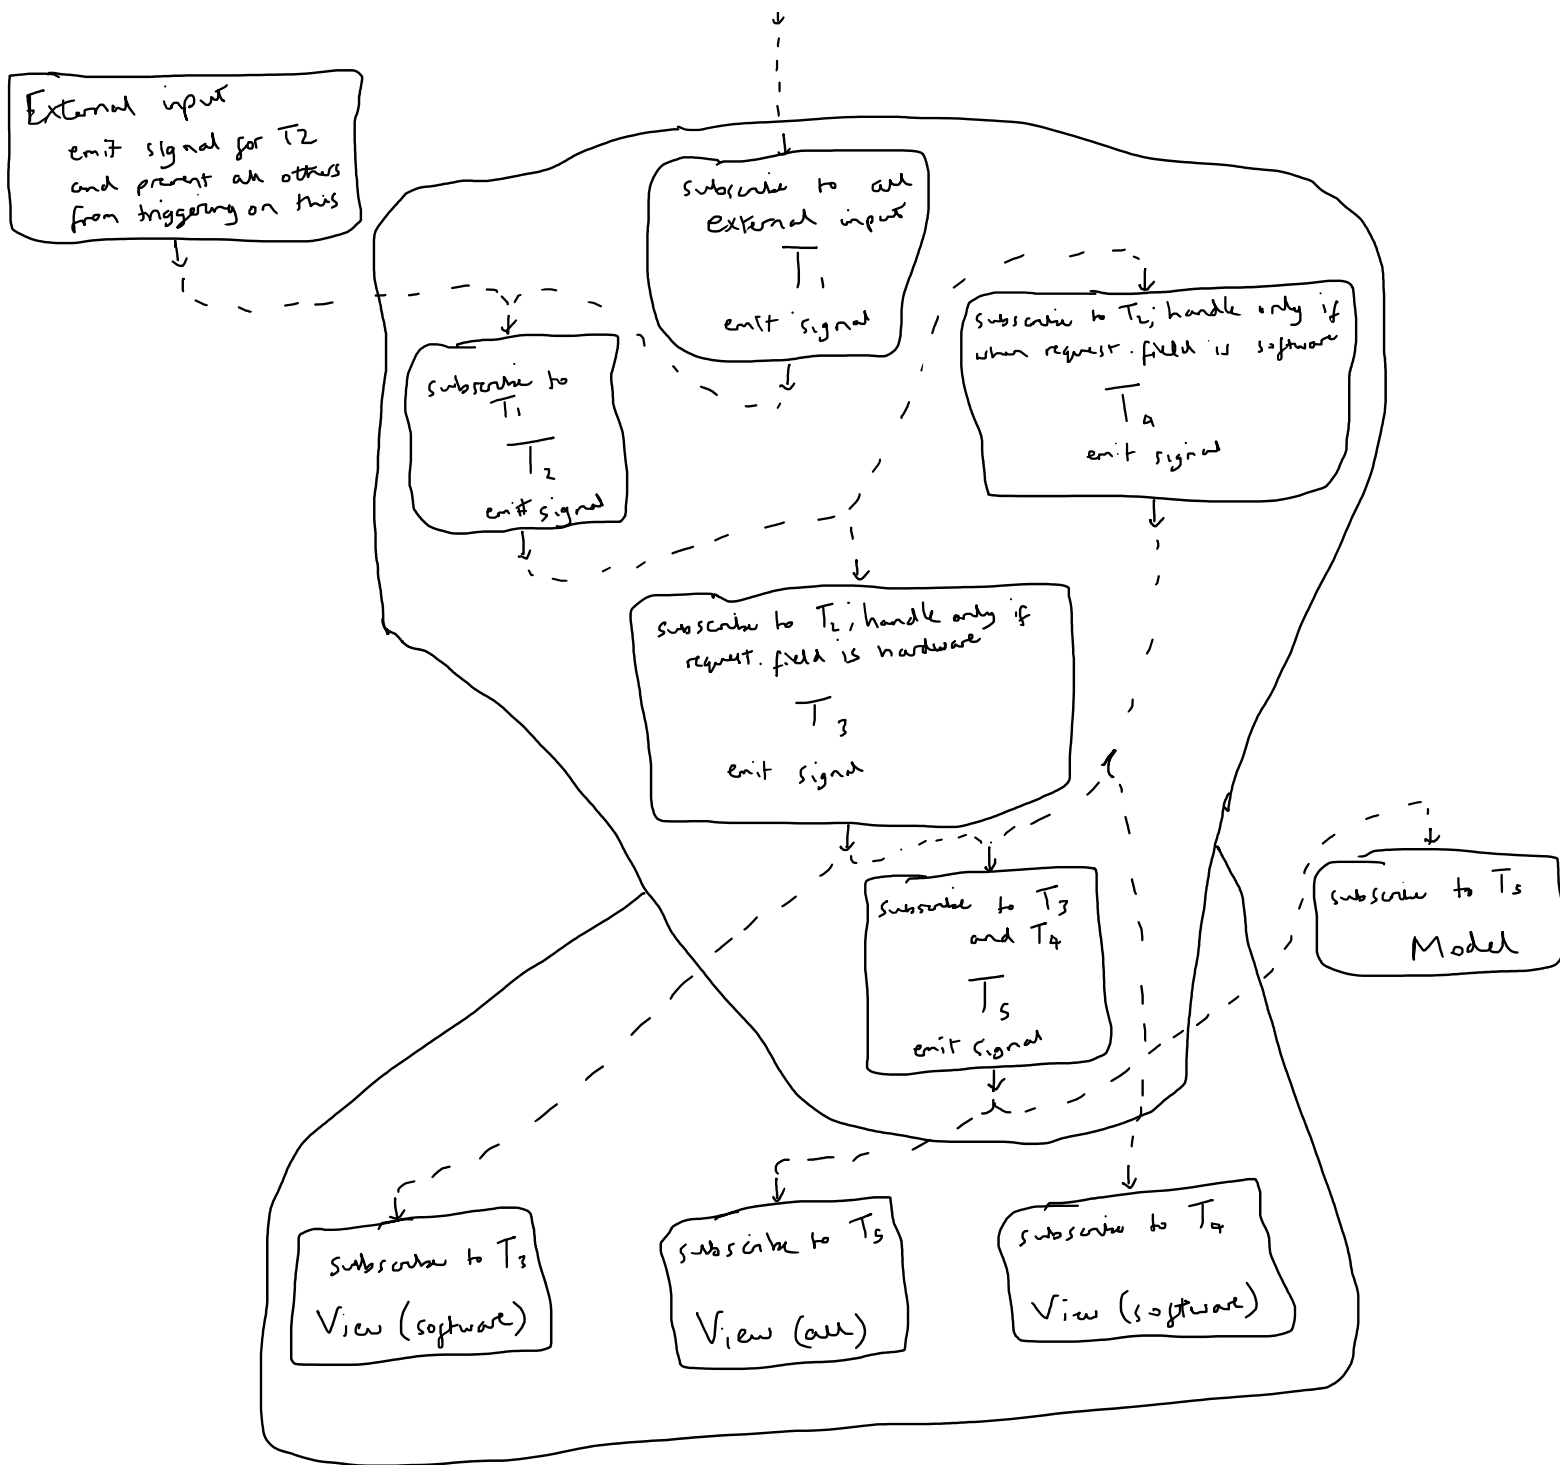 External input
emit signal for T2
and prevent all others
from triggering on this
subscribe to all
external input
T1
emit signal
subscribe to
T1
T2
emit signal
subscribe to T2; handle only if
when request.field is software
T4
emit signal
subscribe to T2; handle only if
request.field is hardware
T3
emit signal
subscribe to T3
and T4
T5
emit signal
subscribe to T5
Model
subscribe to T3
View (software)
subscribe to T5
View (all)
subscribe to T4
View (software)